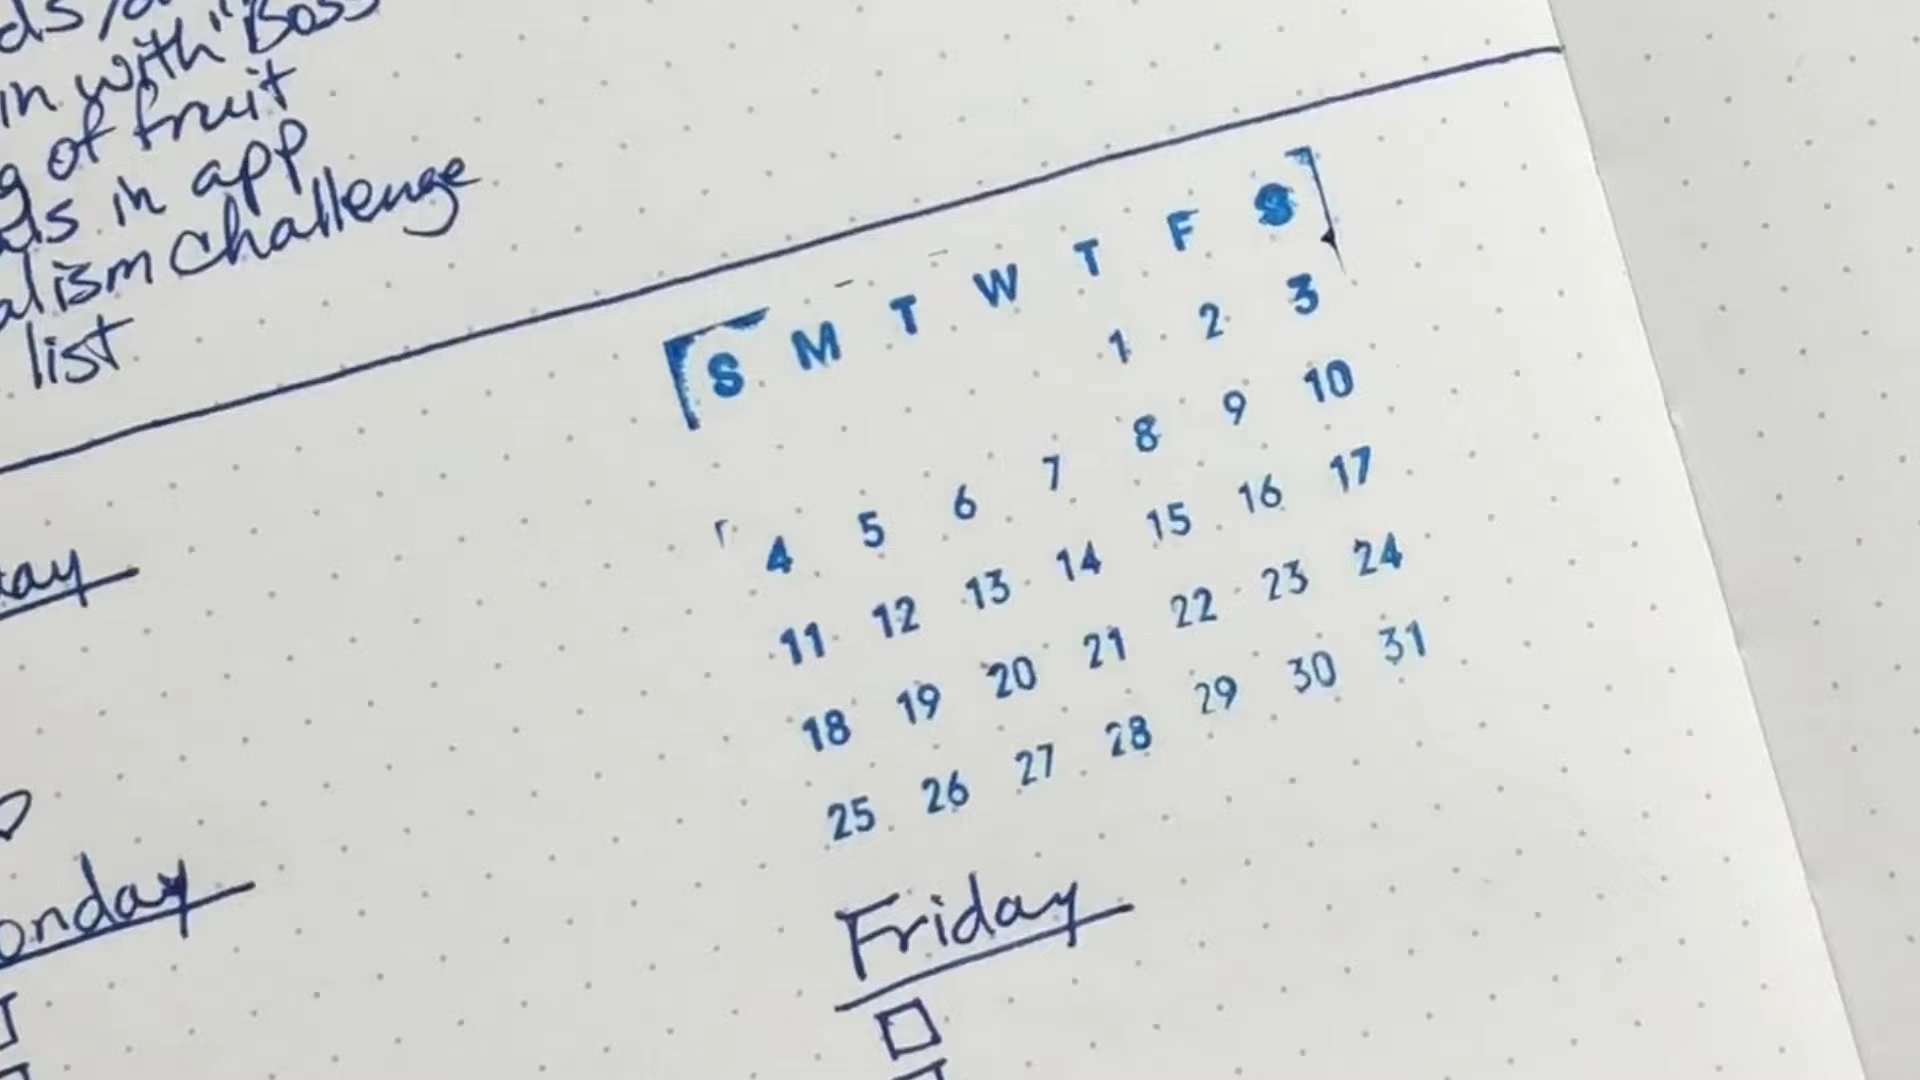 in with "Boss
of fruit
in app
challenge
list
S M T W T F S
1 2 3
4 5 6 7 8 9 10
11 12 13 14 15 16 17
18 19 20 21 22 23 24
25 26 27 28 29 30 31
Friday